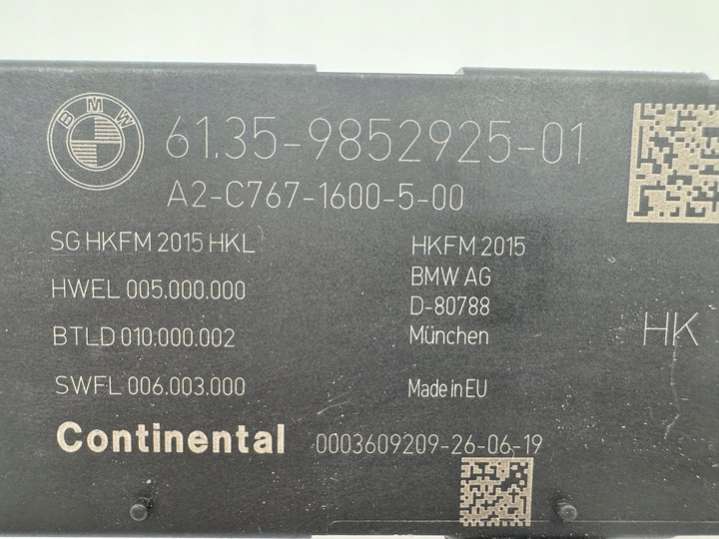 BMW
61.35-9852925-01
A2-C767-1600-5-00
SG HKFM 2015 HKL
HWEL 005.000.000
BTLD 010.000.002
SWFL 006.003.000
HKFM 2015
BMW AG
D-80788
München
Made in EU
HK
Continental
0003609209-26-06-19